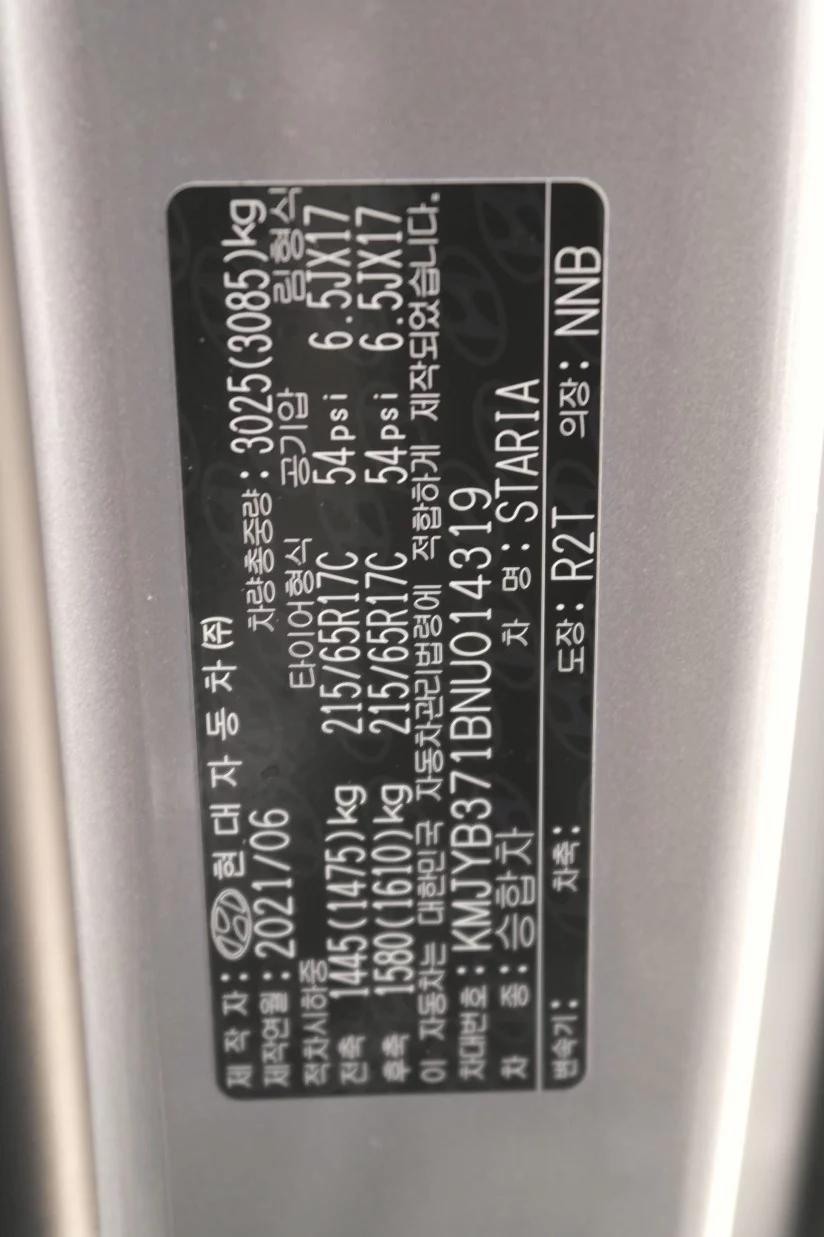 제 작 자 : 현 대 자 동 차 ㈜
제작연월 : 2021/06 차량총중량 : 3025(3085)kg
적차시하중 타이어형식 공기압 림형식
전축 1445(1475)kg 215/65R17C 54psi 6.5JX17
후축 1580(1610)kg 215/65R17C 54psi 6.5JX17
이 자동차는 대한민국 자동차관리법령에 적합하게 제작되었습니다.
차대번호 : KMJYB371BNU014319
차 종 : 승합차 차 명 : STARIA
변속기 : 차축 : 도장 : R2T 의장 : NNB